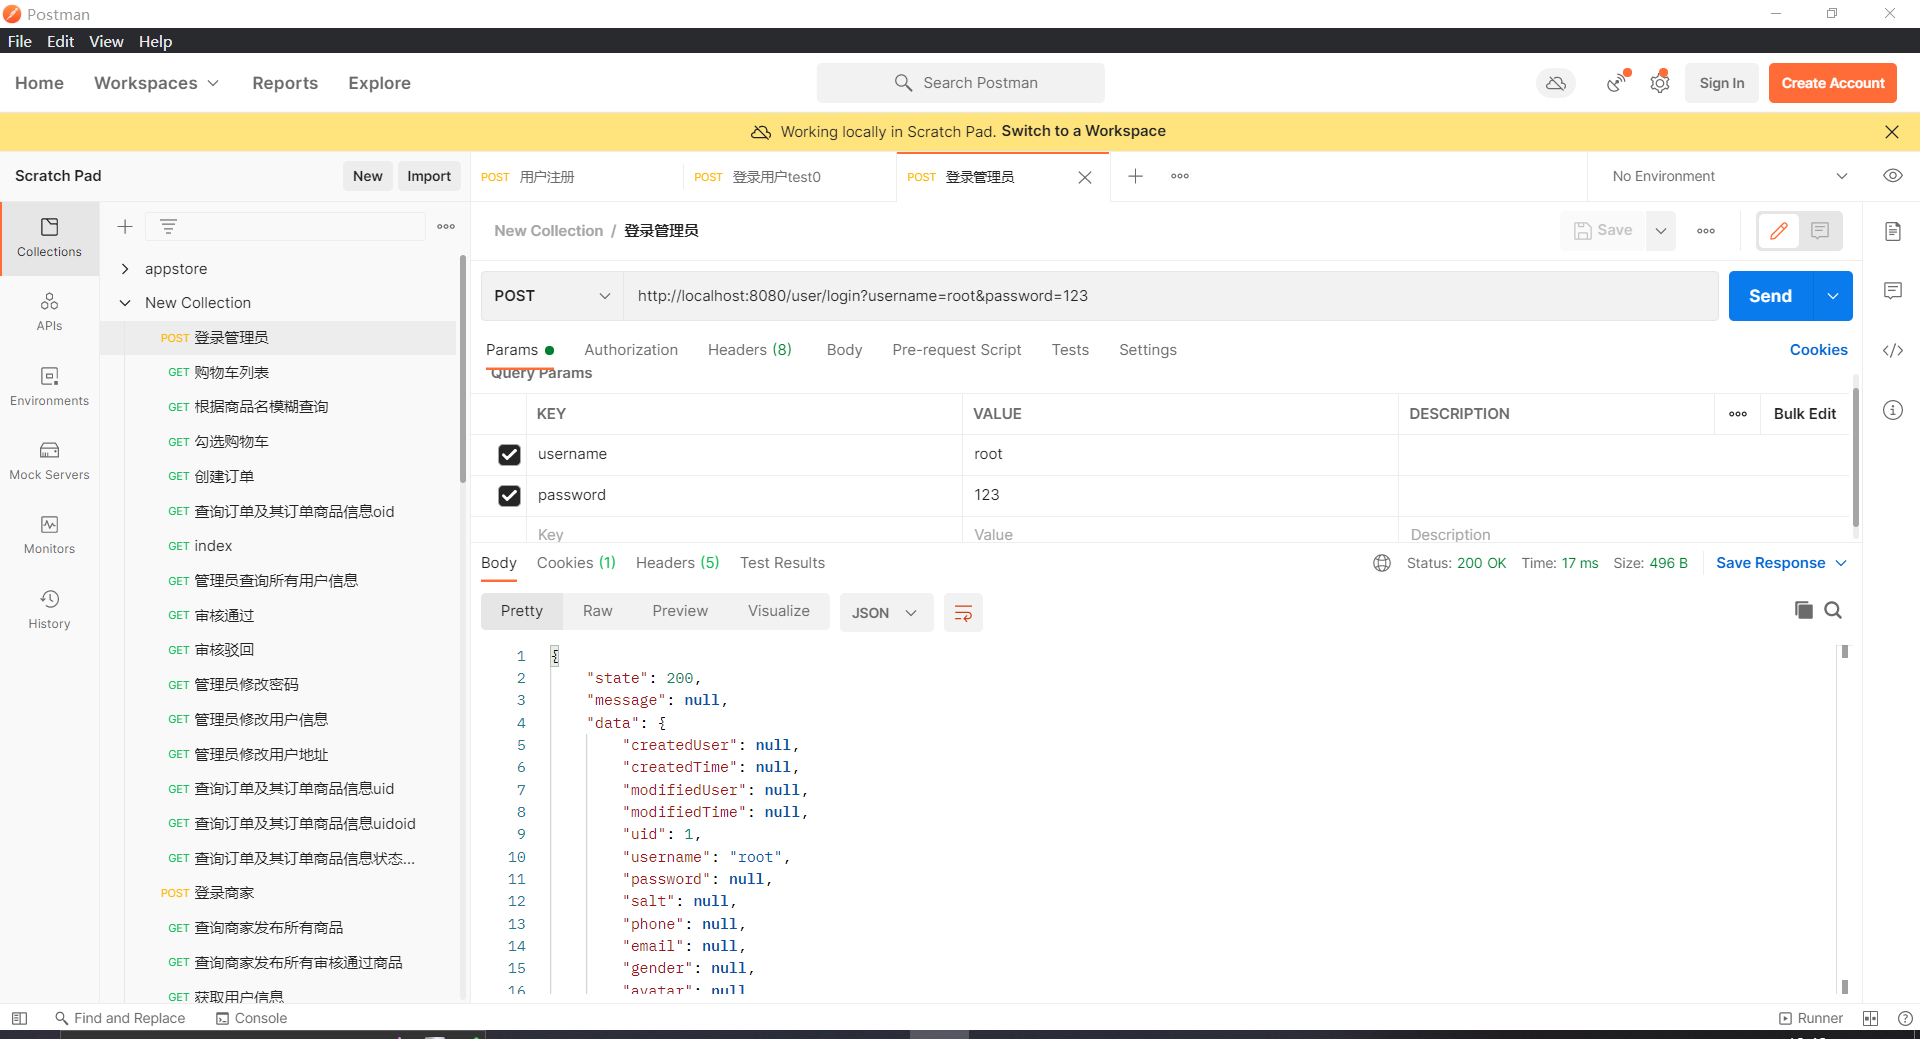 Postman
File Edit View Help
Home Workspaces Reports Explore Search Postman Sign In Create Account
Working locally in Scratch Pad. Switch to a Workspace
Scratch Pad New Import
POST 用户注册 POST 登录用户test0 POST 登录管理员 No Environment
Collections
APIs
Environments
Mock Servers
Monitors
History
appstore
New Collection
POST 登录管理员
GET 购物车列表
GET 根据商品名模糊查询
GET 勾选购物车
GET 创建订单
GET 查询订单及其订单商品信息oid
GET index
GET 管理员查询所有用户信息
GET 审核通过
GET 审核驳回
GET 管理员修改密码
GET 管理员修改用户信息
GET 管理员修改用户地址
GET 查询订单及其订单商品信息uid
GET 查询订单及其订单商品信息uidoid
GET 查询订单及其订单商品信息状态...
POST 登录商家
GET 查询商家发布所有商品
GET 查询商家发布所有审核通过商品
GET 获取用户信息
New Collection / 登录管理员 Save
POST http://localhost:8080/user/login?username=root&password=123 Send
Params Authorization Headers (8) Body Pre-request Script Tests Settings Cookies
Query Params
KEY VALUE DESCRIPTION Bulk Edit
username root
password 123
Key Value Description
Body Cookies (1) Headers (5) Test Results Status: 200 OK Time: 17 ms Size: 496 B Save Response
Pretty Raw Preview Visualize JSON
1 {
2 "state": 200,
3 "message": null,
4 "data": {
5 "createdUser": null,
6 "createdTime": null,
7 "modifiedUser": null,
8 "modifiedTime": null,
9 "uid": 1,
10 "username": "root",
11 "password": null,
12 "salt": null,
13 "phone": null,
14 "email": null,
15 "gender": null,
16 "avatar": null
Find and Replace Console Runner